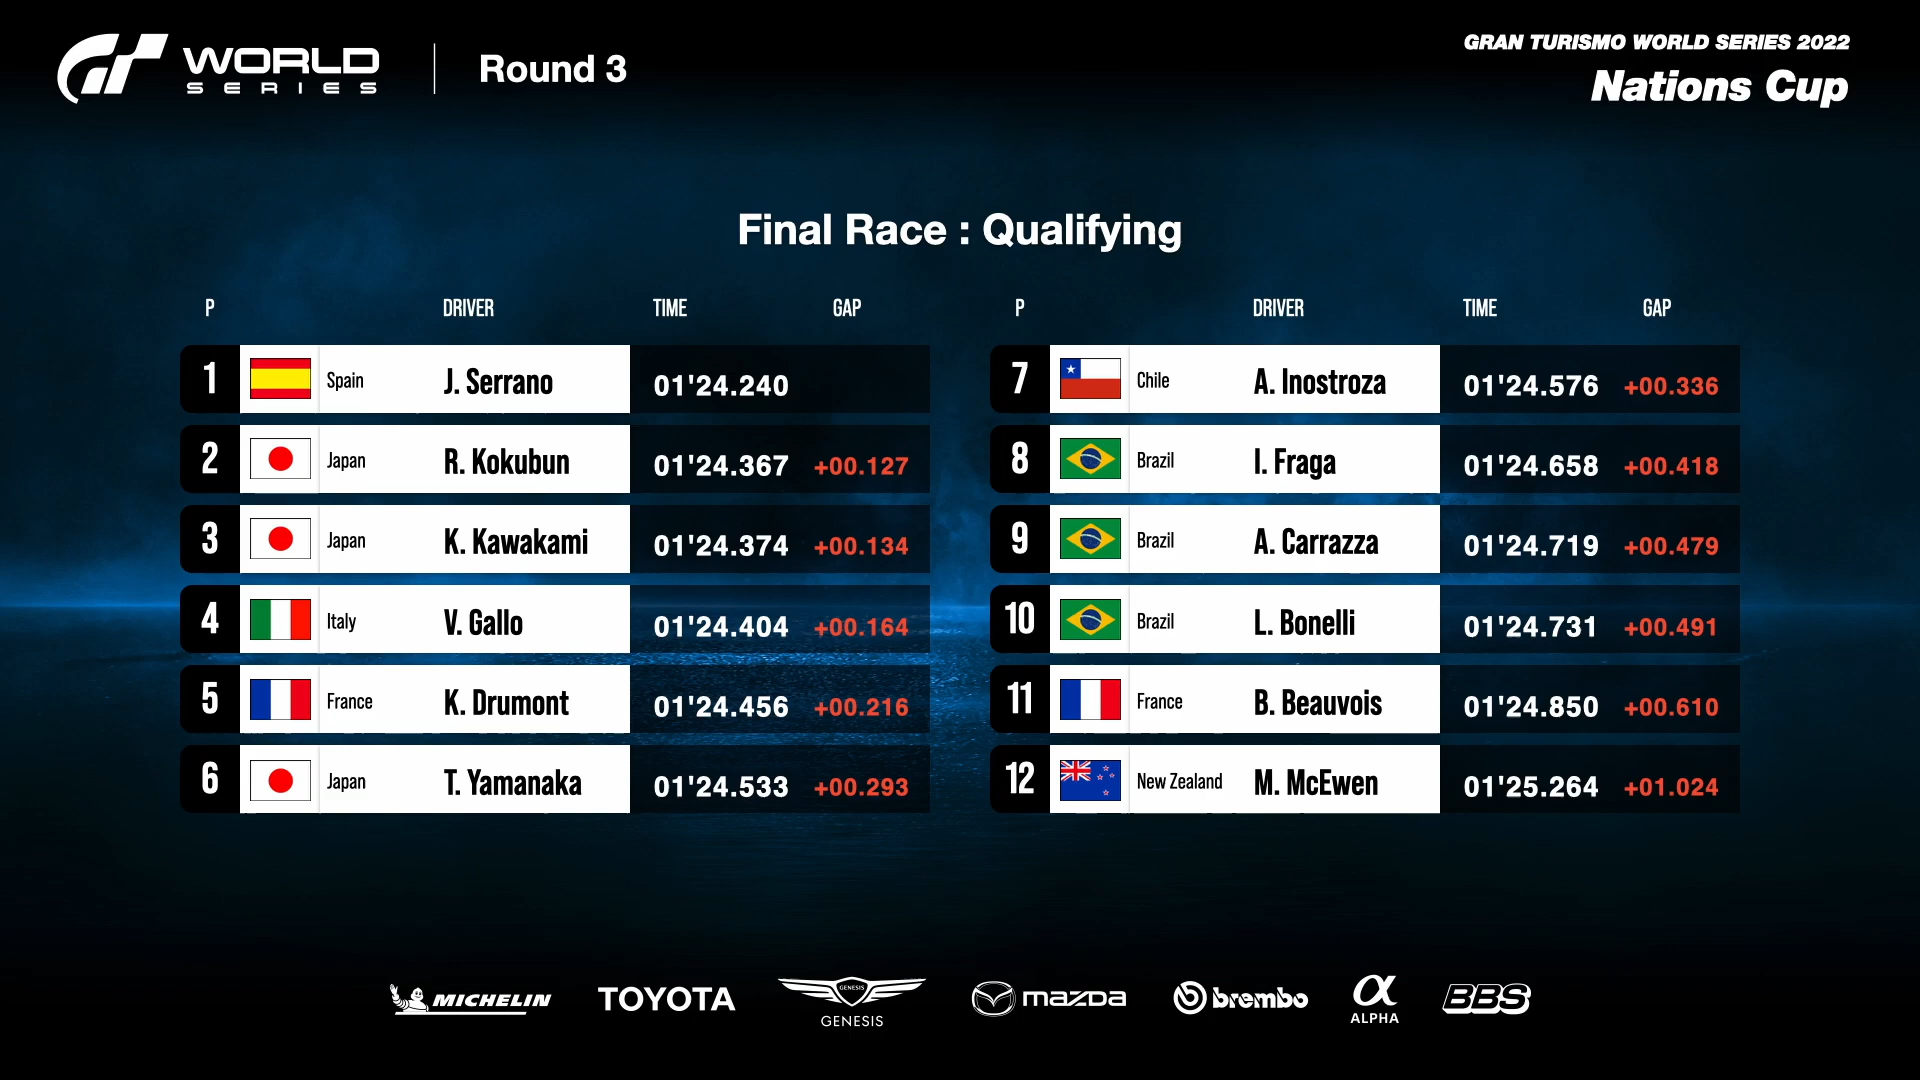 GT WORLD SERIES Round 3
GRAN TURISMO WORLD SERIES 2022
Nations Cup
Final Race : Qualifying
P DRIVER TIME GAP
1 Spain J. Serrano 01'24.240
2 Japan R. Kokubun 01'24.367 +00.127
3 Japan K. Kawakami 01'24.374 +00.134
4 Italy V. Gallo 01'24.404 +00.164
5 France K. Drumont 01'24.456 +00.216
6 Japan T. Yamanaka 01'24.533 +00.293
P DRIVER TIME GAP
7 Chile A. Inostroza 01'24.576 +00.336
8 Brazil I. Fraga 01'24.658 +00.418
9 Brazil A. Carrazza 01'24.719 +00.479
10 Brazil L. Bonelli 01'24.731 +00.491
11 France B. Beauvois 01'24.850 +00.610
12 New Zealand M. McEwen 01'25.264 +01.024
MICHELIN TOYOTA GENESIS GENESIS mazda brembo α ALPHA BBS